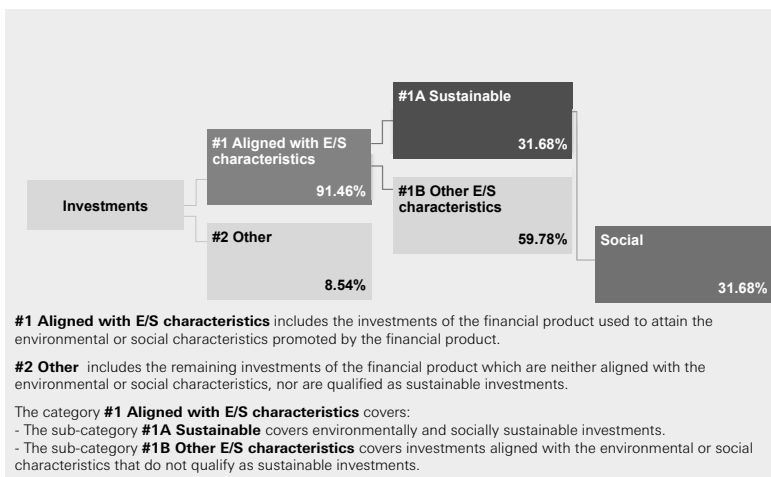 #1A Sustainable
31.68%
#1 Aligned with E/S
characteristics
91.46%
#1B Other E/S
characteristics
59.78%
Investments
#2 Other
8.54%
Social
31.68%
#1 Aligned with E/S characteristics includes the investments of the financial product used to attain the
environmental or social characteristics promoted by the financial product.
#2 Other includes the remaining investments of the financial product which are neither aligned with the
environmental or social characteristics, nor are qualified as sustainable investments.
The category #1 Aligned with E/S characteristics covers:
- The sub-category #1A Sustainable covers environmentally and socially sustainable investments.
- The sub-category #1B Other E/S characteristics covers investments aligned with the environmental or social
characteristics that do not qualify as sustainable investments.